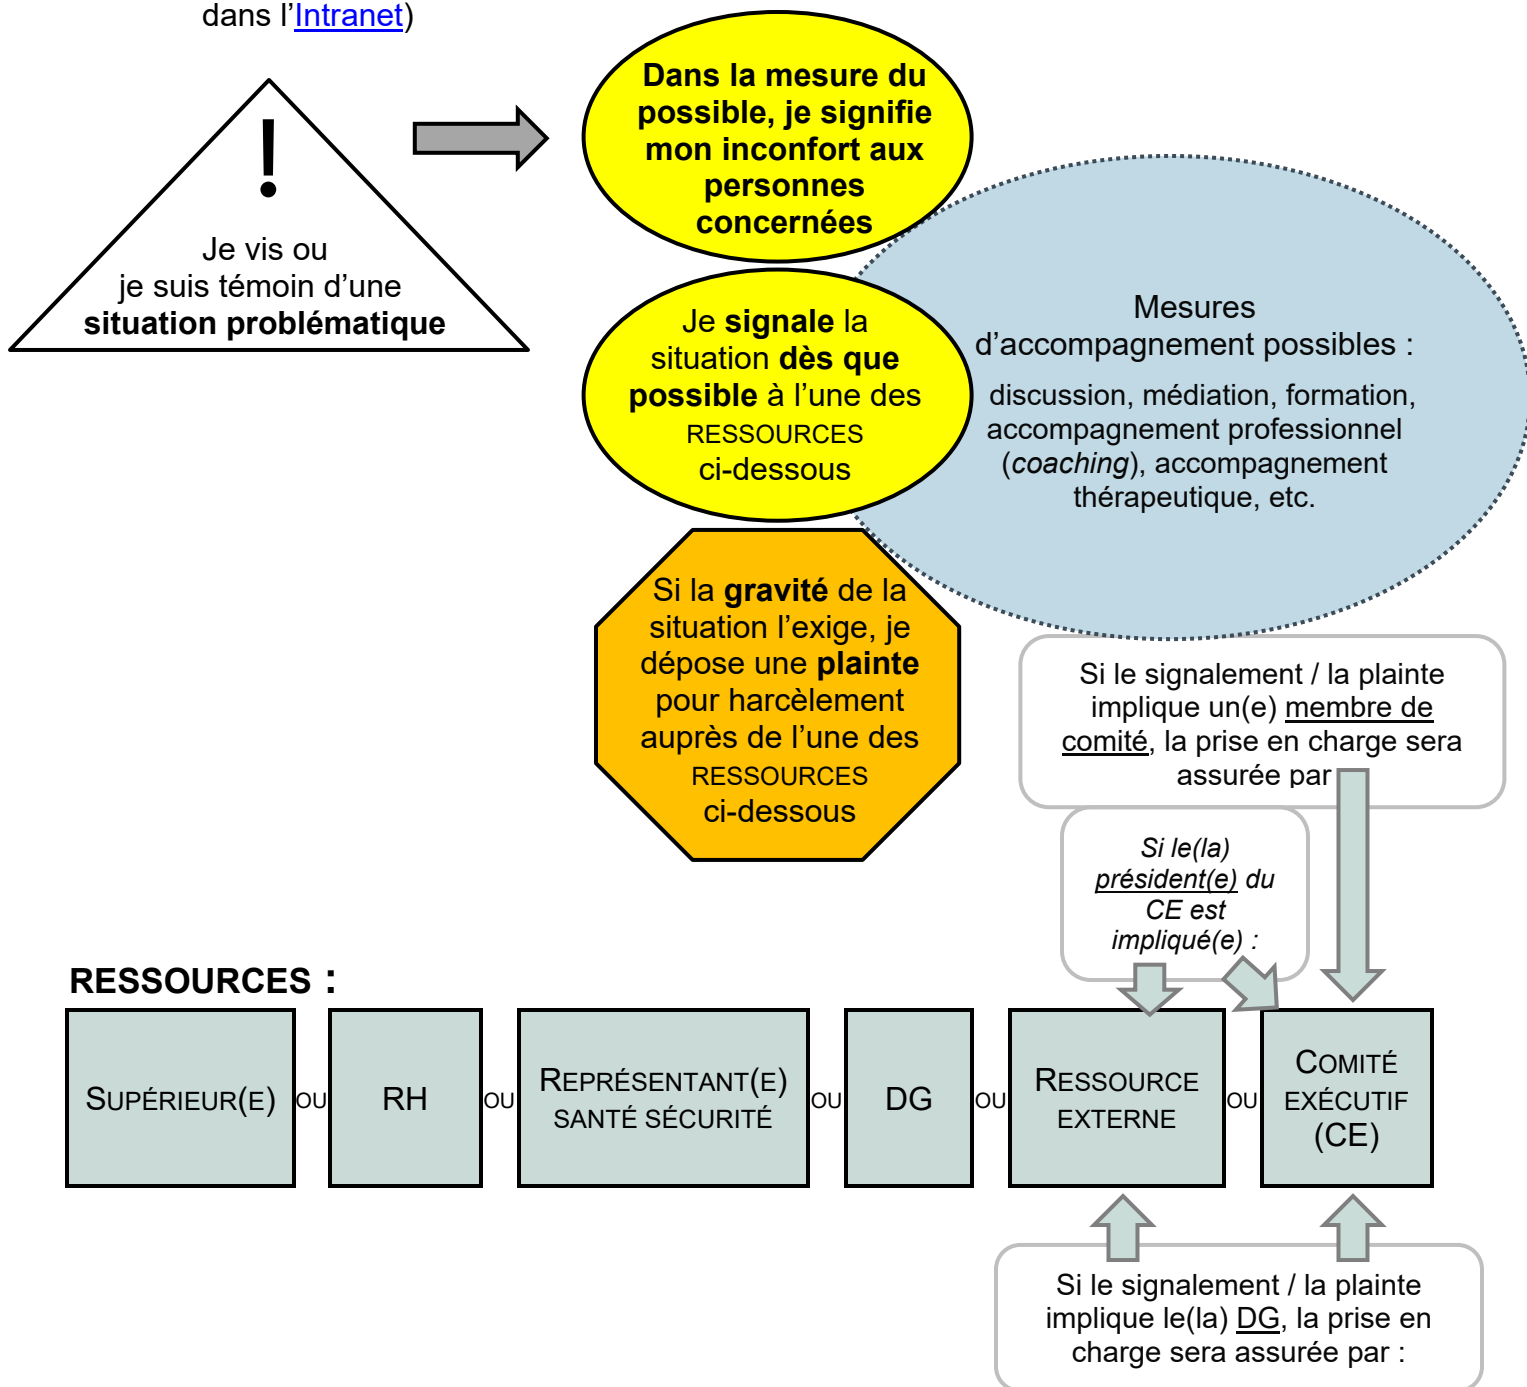 dans l’Intranet)
!
Je vis ou
je suis témoin d’une
situation problématique
Dans la mesure du
possible, je signifie
mon inconfort aux
personnes
concernées
Je signale la
situation dès que
possible à l’une des
RESSOURCES
ci-dessous
Mesures
d’accompagnement possibles :
discussion, médiation, formation,
accompagnement professionnel
(coaching), accompagnement
thérapeutique, etc.
Si la gravité de la
situation l’exige, je
dépose une plainte
pour harcèlement
auprès de l’une des
RESSOURCES
ci-dessous
Si le signalement / la plainte
implique un(e) membre de
comité, la prise en charge sera
assurée par
Si le(la)
président(e) du
CE est
impliqué(e) :
RESSOURCES :
SUPÉRIEUR(E)
OU
RH
OU
REPRÉSENTANT(E)
SANTÉ SÉCURITÉ
OU
DG
OU
RESSOURCE
EXTERNE
OU
COMITÉ
EXÉCUTIF
(CE)
Si le signalement / la plainte
implique le(la) DG, la prise en
charge sera assurée par :